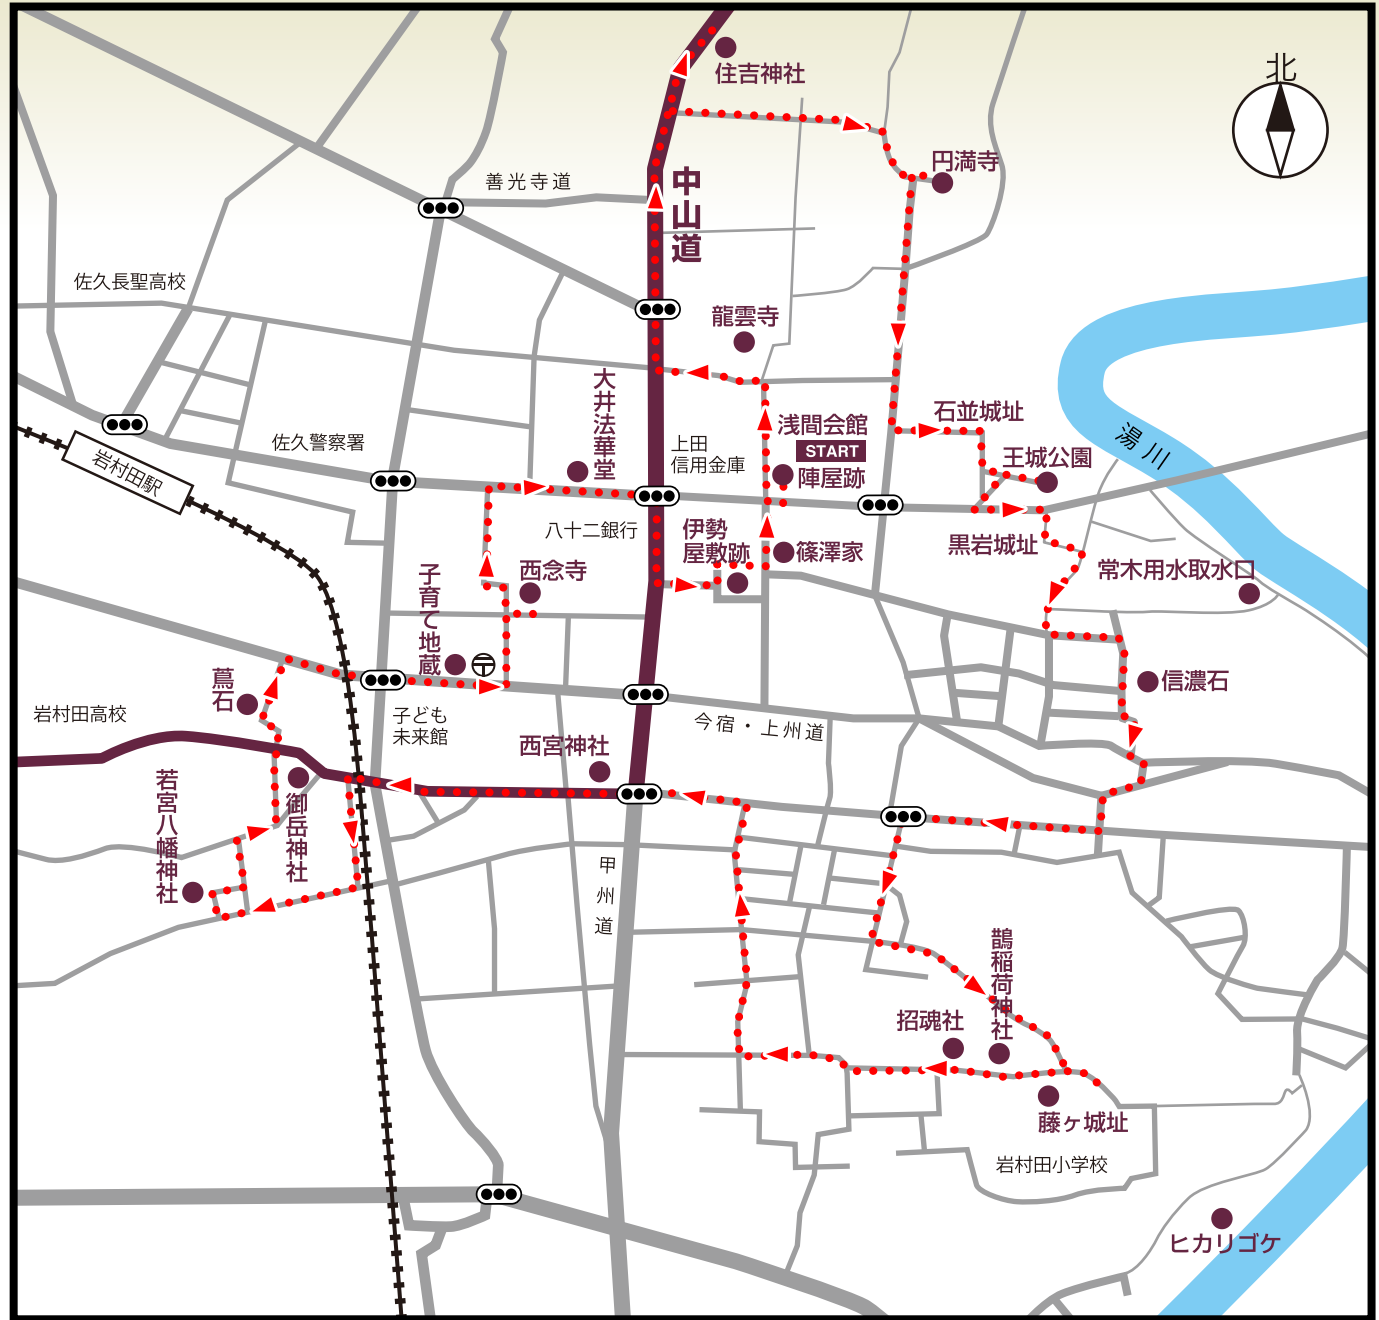 北
住吉神社
円満寺
善光寺道
中山道
佐久長聖高校
龍雲寺
大井法華堂
石並城址
浅間会館
START
陣屋跡
上田
信用金庫
佐久警察署
湯川
王城公園
岩村田駅
八十二銀行
伊勢
屋敷跡
篠澤家
黒岩城址
常木用水取水口
西念寺
子育て地蔵
蔦石
信濃石
岩村田高校
子ども
未来館
今宿・上州道
西宮神社
若宮八幡神社
御岳神社
甲州道
鵲稲荷神社
招魂社
藤ヶ城址
岩村田小学校
ヒカリゴケ